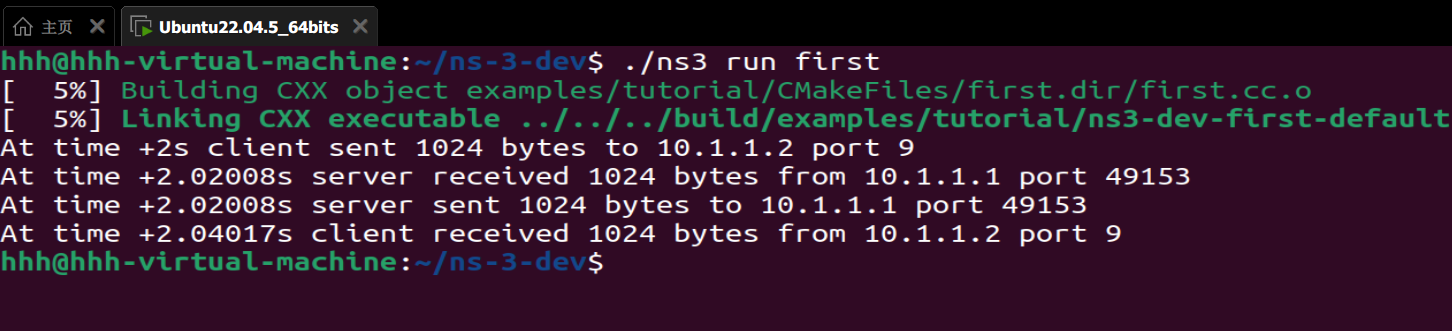 主页 Ubuntu22.04.5_64bits
hhh@hhh-virtual-machine:~/ns-3-dev$ ./ns3 run first
[  5%] Building CXX object examples/tutorial/CMakeFiles/first.dir/first.cc.o
[  5%] Linking CXX executable ../../../build/examples/tutorial/ns3-dev-first-default
At time +2s client sent 1024 bytes to 10.1.1.2 port 9
At time +2.02008s server received 1024 bytes from 10.1.1.1 port 49153
At time +2.02008s server sent 1024 bytes to 10.1.1.1 port 49153
At time +2.04017s client received 1024 bytes from 10.1.1.2 port 9
hhh@hhh-virtual-machine:~/ns-3-dev$